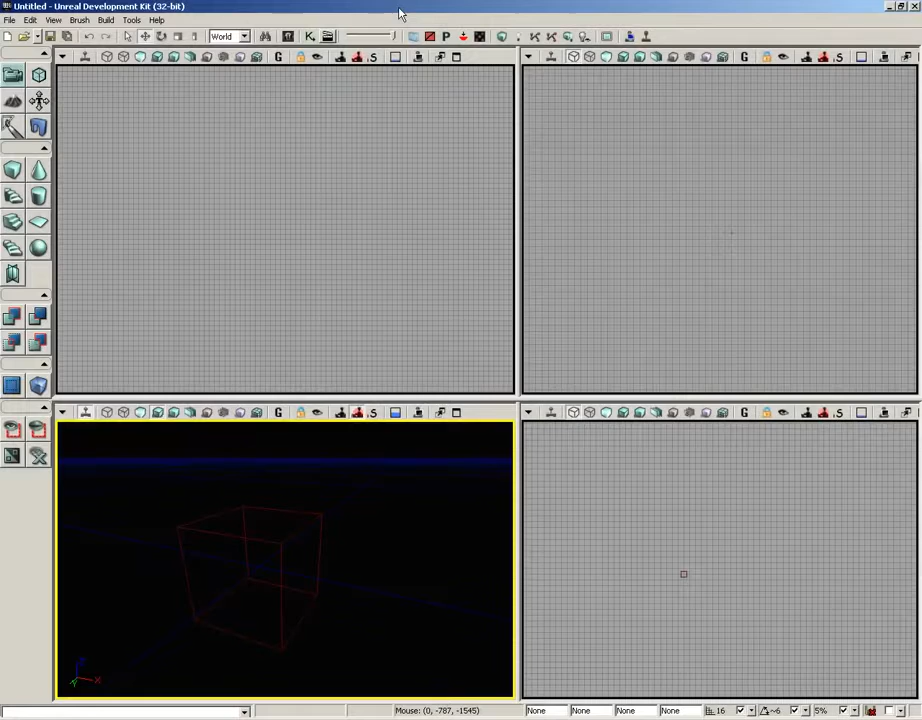 Untitled - Unreal Development Kit (32-bit)
File Edit View Brush Build Tools Help
World
K
P
G
S
G
S
G
S
G
S
Z
X
Y
Mouse: (0, -787, -1545)
None
None
None
None
16
~6
5%